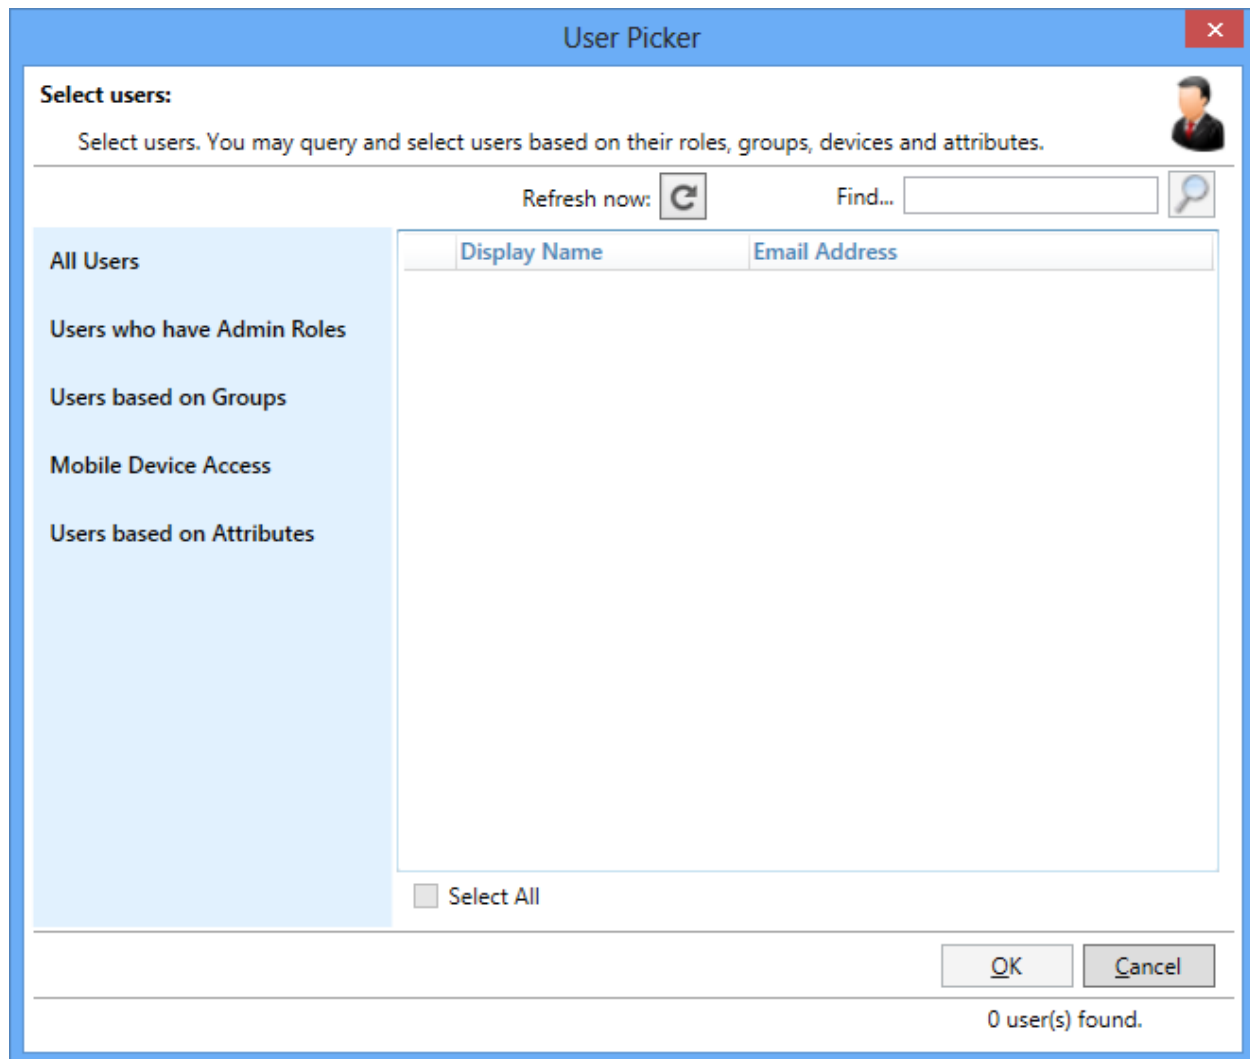 User Picker
Select users:
Select users. You may query and select users based on their roles, groups, devices and attributes.
Refresh now: Find...
Display Name Email Address
All Users
Users who have Admin Roles
Users based on Groups
Mobile Device Access
Users based on Attributes
Select All
OK Cancel
0 user(s) found.